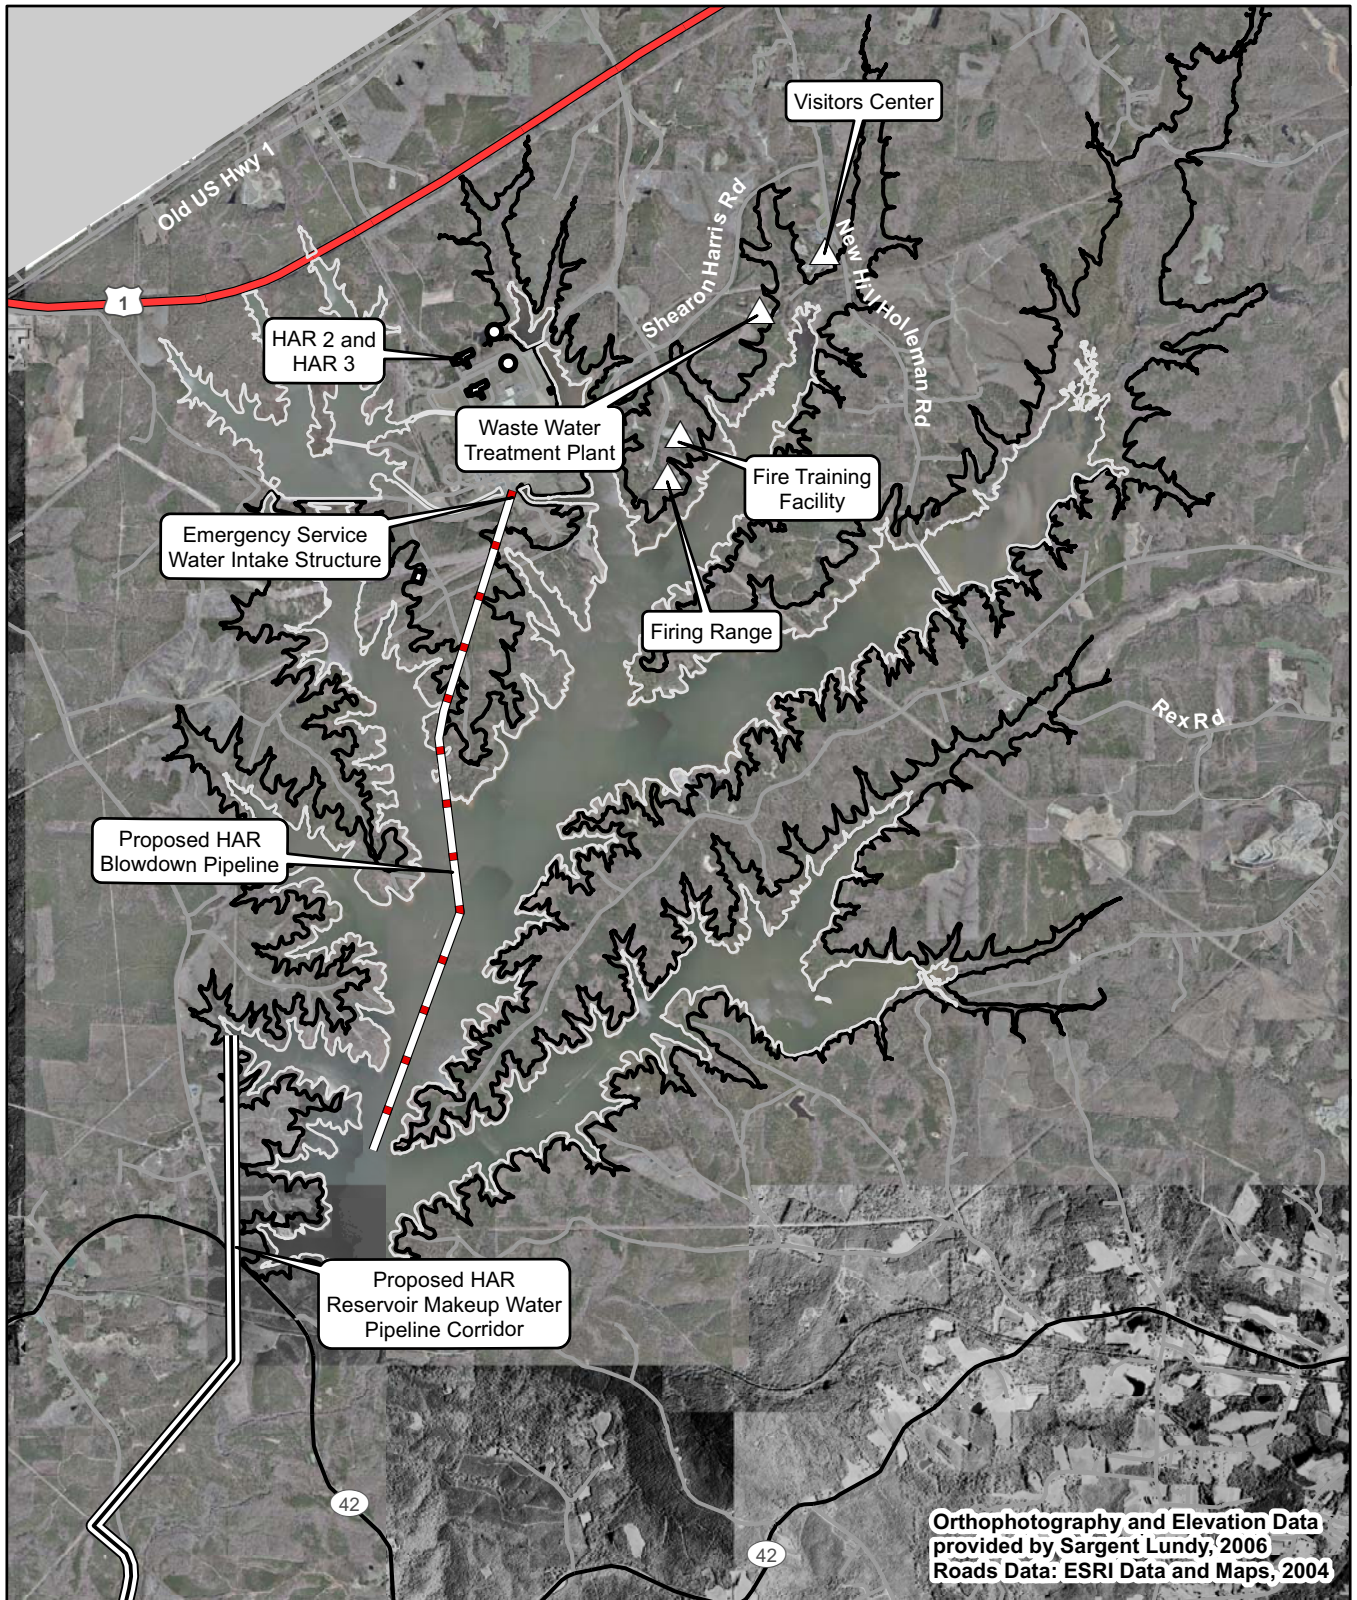 Visitors Center
Old US Hwy 1
Shearon Harris Rd
New Hill Holleman Rd
1
HAR 2 and
HAR 3
Waste Water
Treatment Plant
Fire Training
Facility
Emergency Service
Water Intake Structure
Firing Range
Rex Rd
Proposed HAR
Blowdown Pipeline
Proposed HAR
Reservoir Makeup Water
Pipeline Corridor
42
42
Orthophotography and Elevation Data
provided by Sargent Lundy, 2006
Roads Data: ESRI Data and Maps, 2004